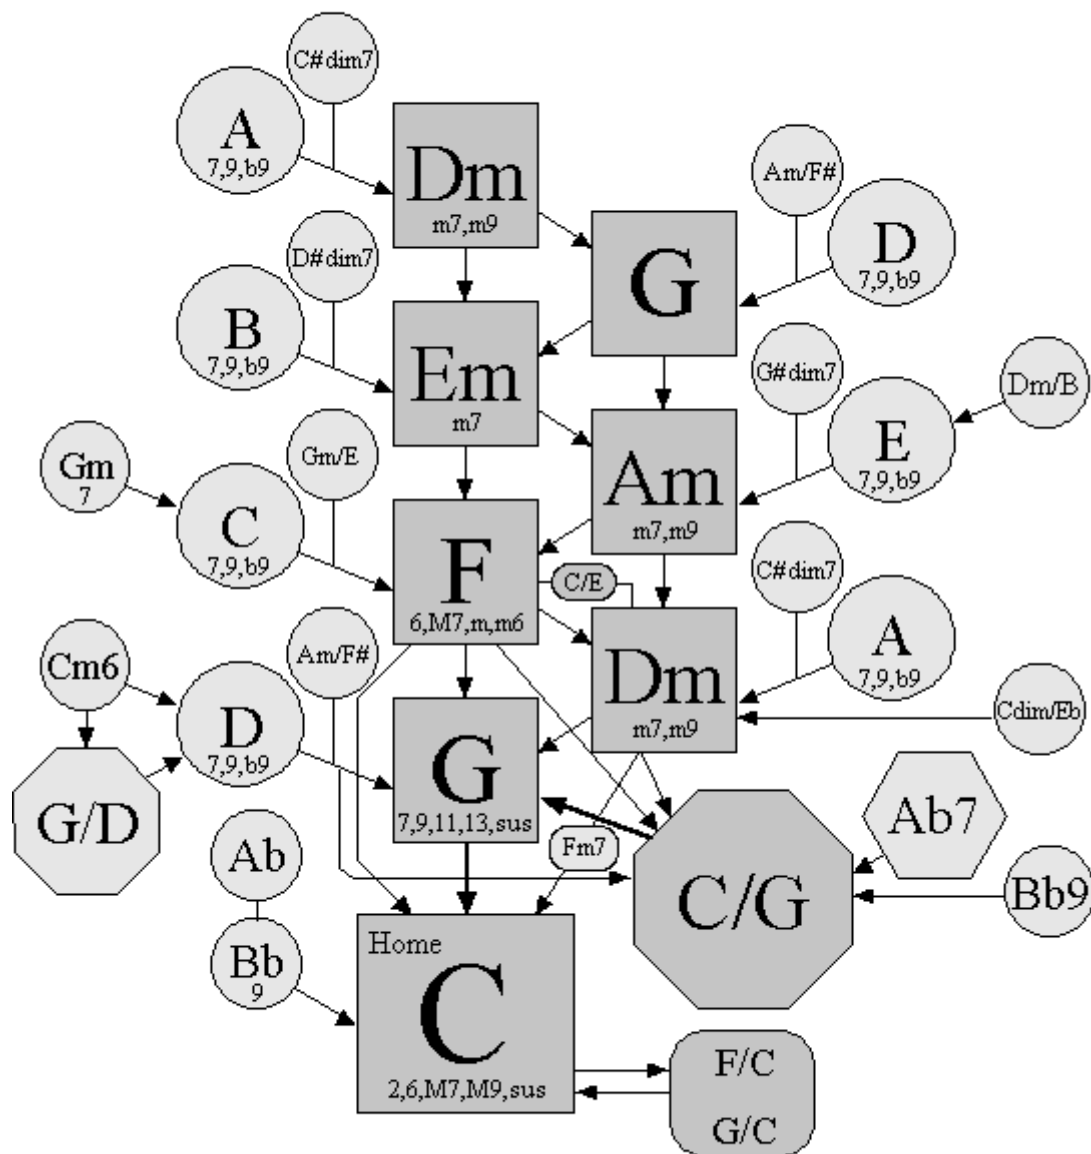 C#dim7
A
7,9,b9
Dm
m7,m9
Am/F#
D
7,9,b9
G
D#dim7
B
7,9,b9
Em
m7
G#dim7
Dm/B
E
7,9,b9
Gm
7
Gm/E
C
7,9,b9
Am
m7,m9
F
6,M7,m,m6
C/E
C#dim7
A
7,9,b9
Cm6
Am/F#
D
7,9,b9
Dm
m7,m9
Cdim/Eb
G/D
G
7,9,11,13,sus
Ab7
Fm7
Ab
C/G
Bb9
Bb
9
Home
C
2,6,M7,M9,sus
F/C
G/C